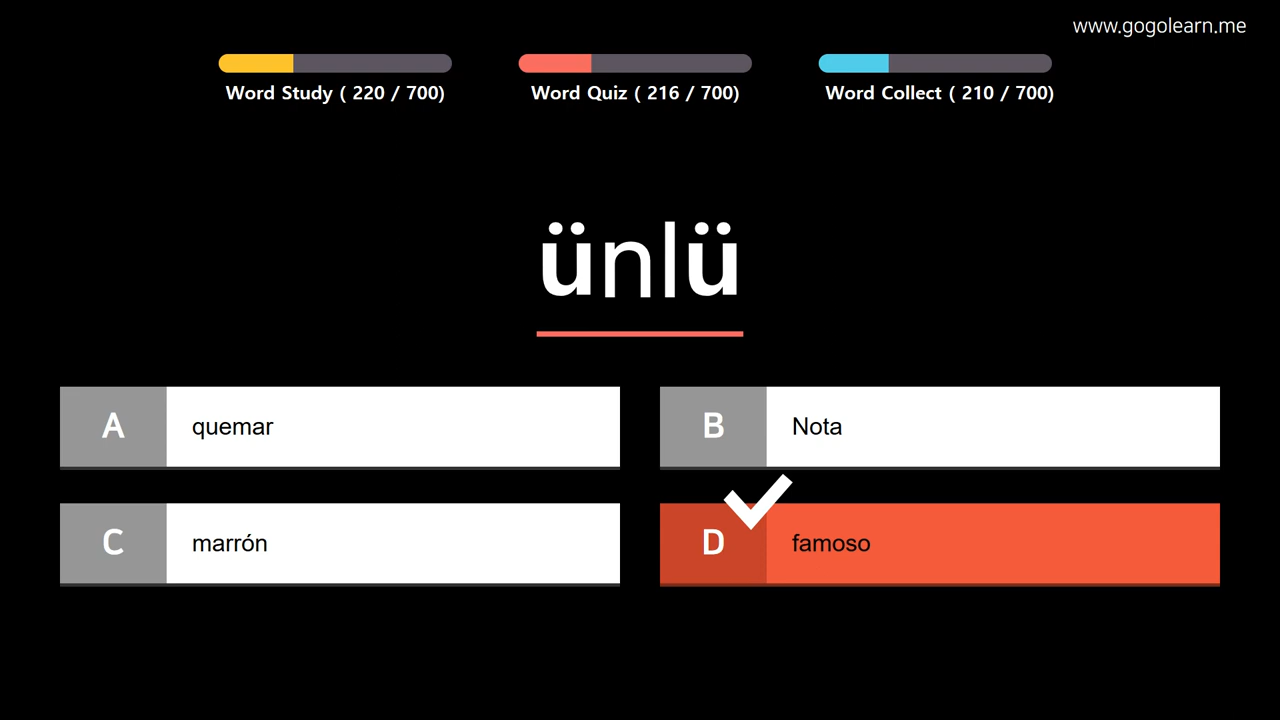 www.gogolearn.me
Word Study ( 220 / 700)
Word Quiz ( 216 / 700)
Word Collect ( 210 / 700)
ünlü
A quemar
B Nota
C marrón
D famoso